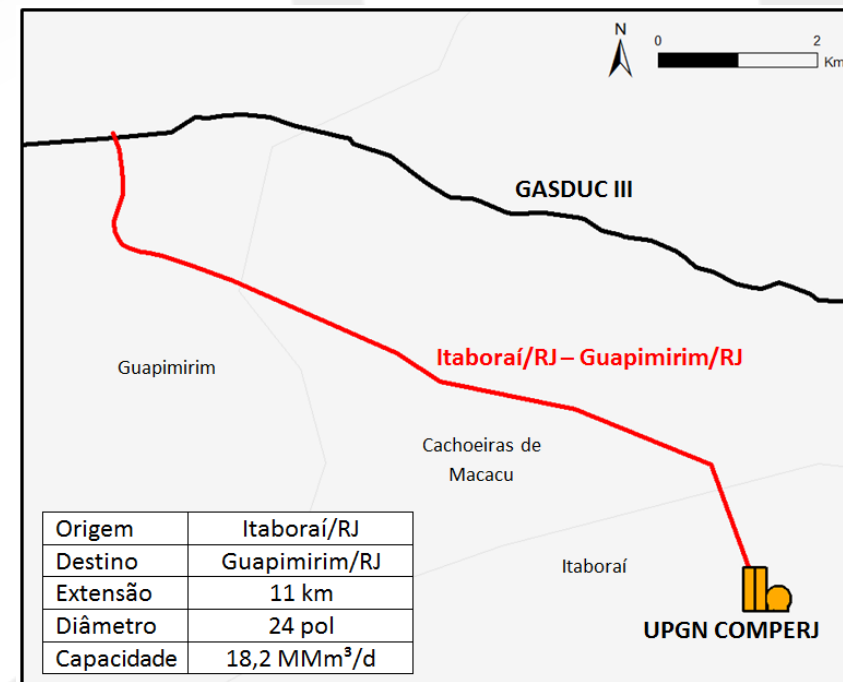 N
0 2
Km
GASDUC III
Itaboraí/RJ – Guapimirim/RJ
Guapimirim
Cachoeiras de
Macacu
Itaboraí
UPGN COMPERJ
Origem Itaboraí/RJ
Destino Guapimirim/RJ
Extensão 11 km
Diâmetro 24 pol
Capacidade 18,2 MMm³/d